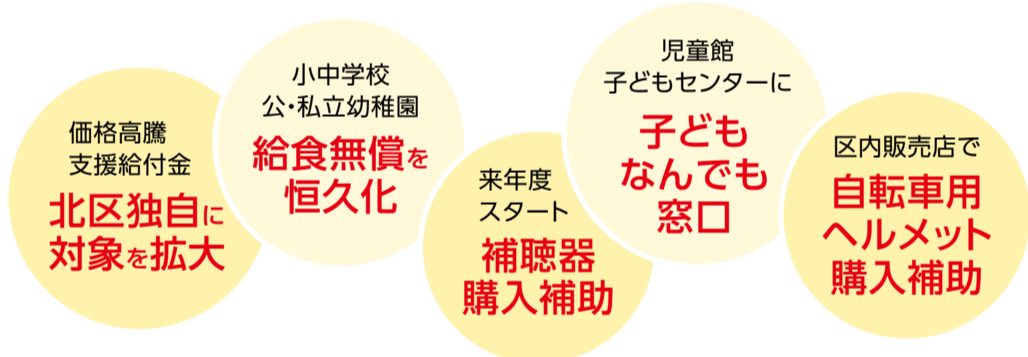 価格高騰
支援給付金
北区独自に
対象を拡大
小中学校
公・私立幼稚園
給食無償を
恒久化
来年度
スタート
補聴器
購入補助
児童館
子どもセンターに
子ども
なんでも
窓口
区内販売店で
自転車用
ヘルメット
購入補助